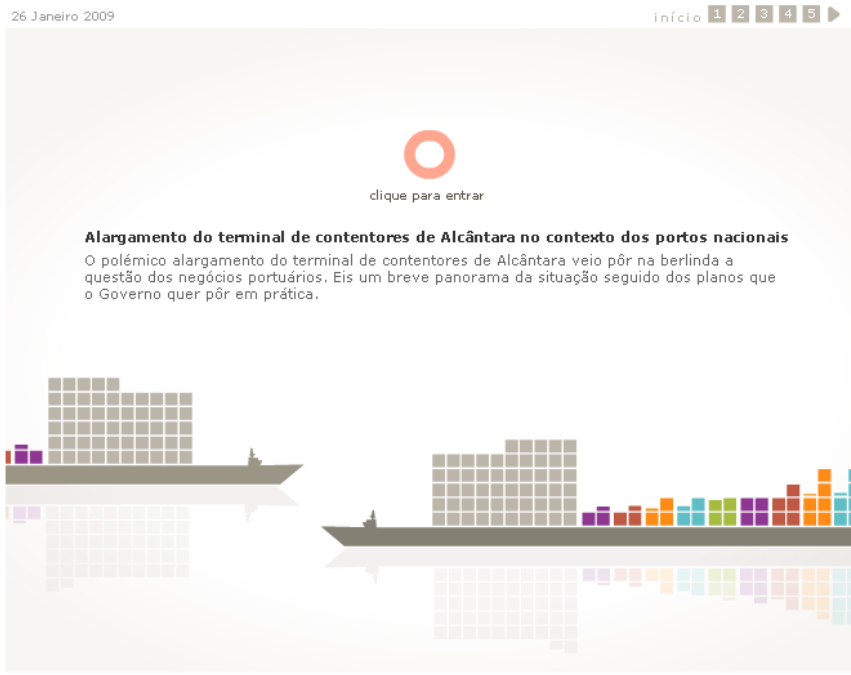 26 Janeiro 2009
início 1 2 3 4 5
clique para entrar
Alargamento do terminal de contentores de Alcântara no contexto dos portos nacionais
O polémico alargamento do terminal de contentores de Alcântara veio pôr na berlinda a
questão dos negócios portuários. Eis um breve panorama da situação seguido dos planos que
o Governo quer pôr em prática.